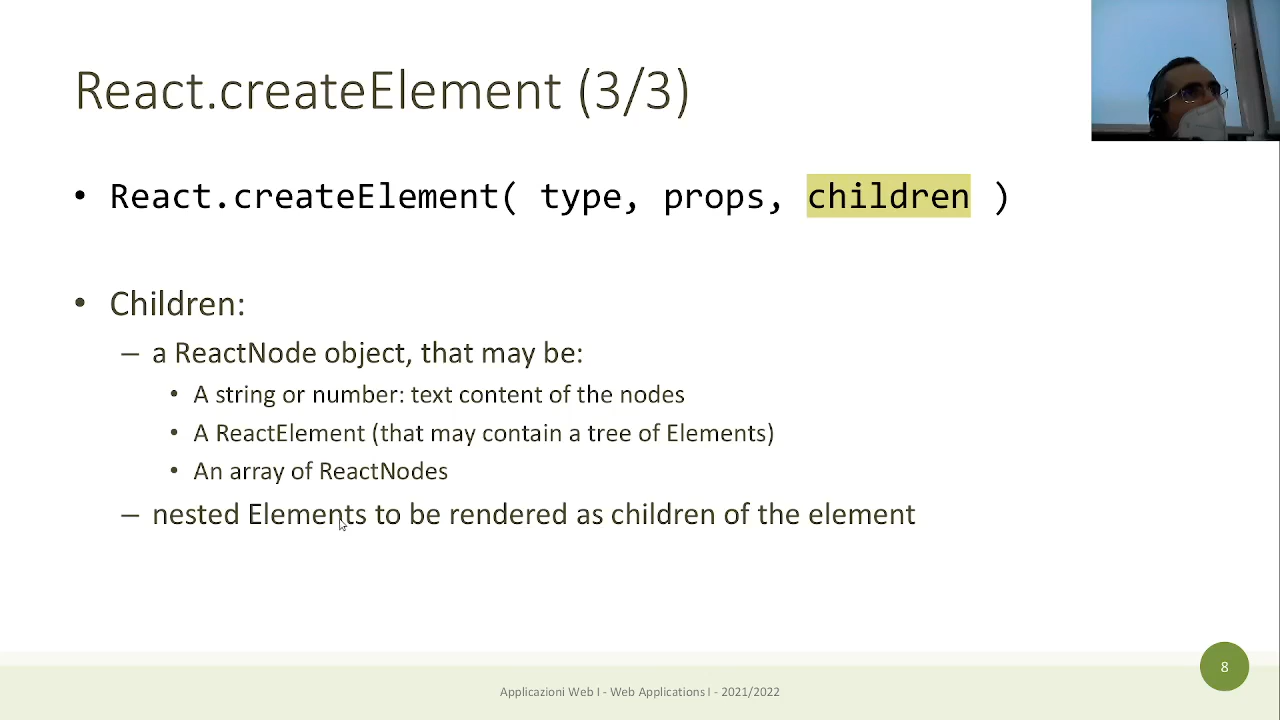 React.createElement (3/3)
• React.createElement( type, props, children )
• Children:
– a ReactNode object, that may be:
• A string or number: text content of the nodes
• A ReactElement (that may contain a tree of Elements)
• An array of ReactNodes
– nested Elements to be rendered as children of the element
8
Applicazioni Web I - Web Applications I - 2021/2022